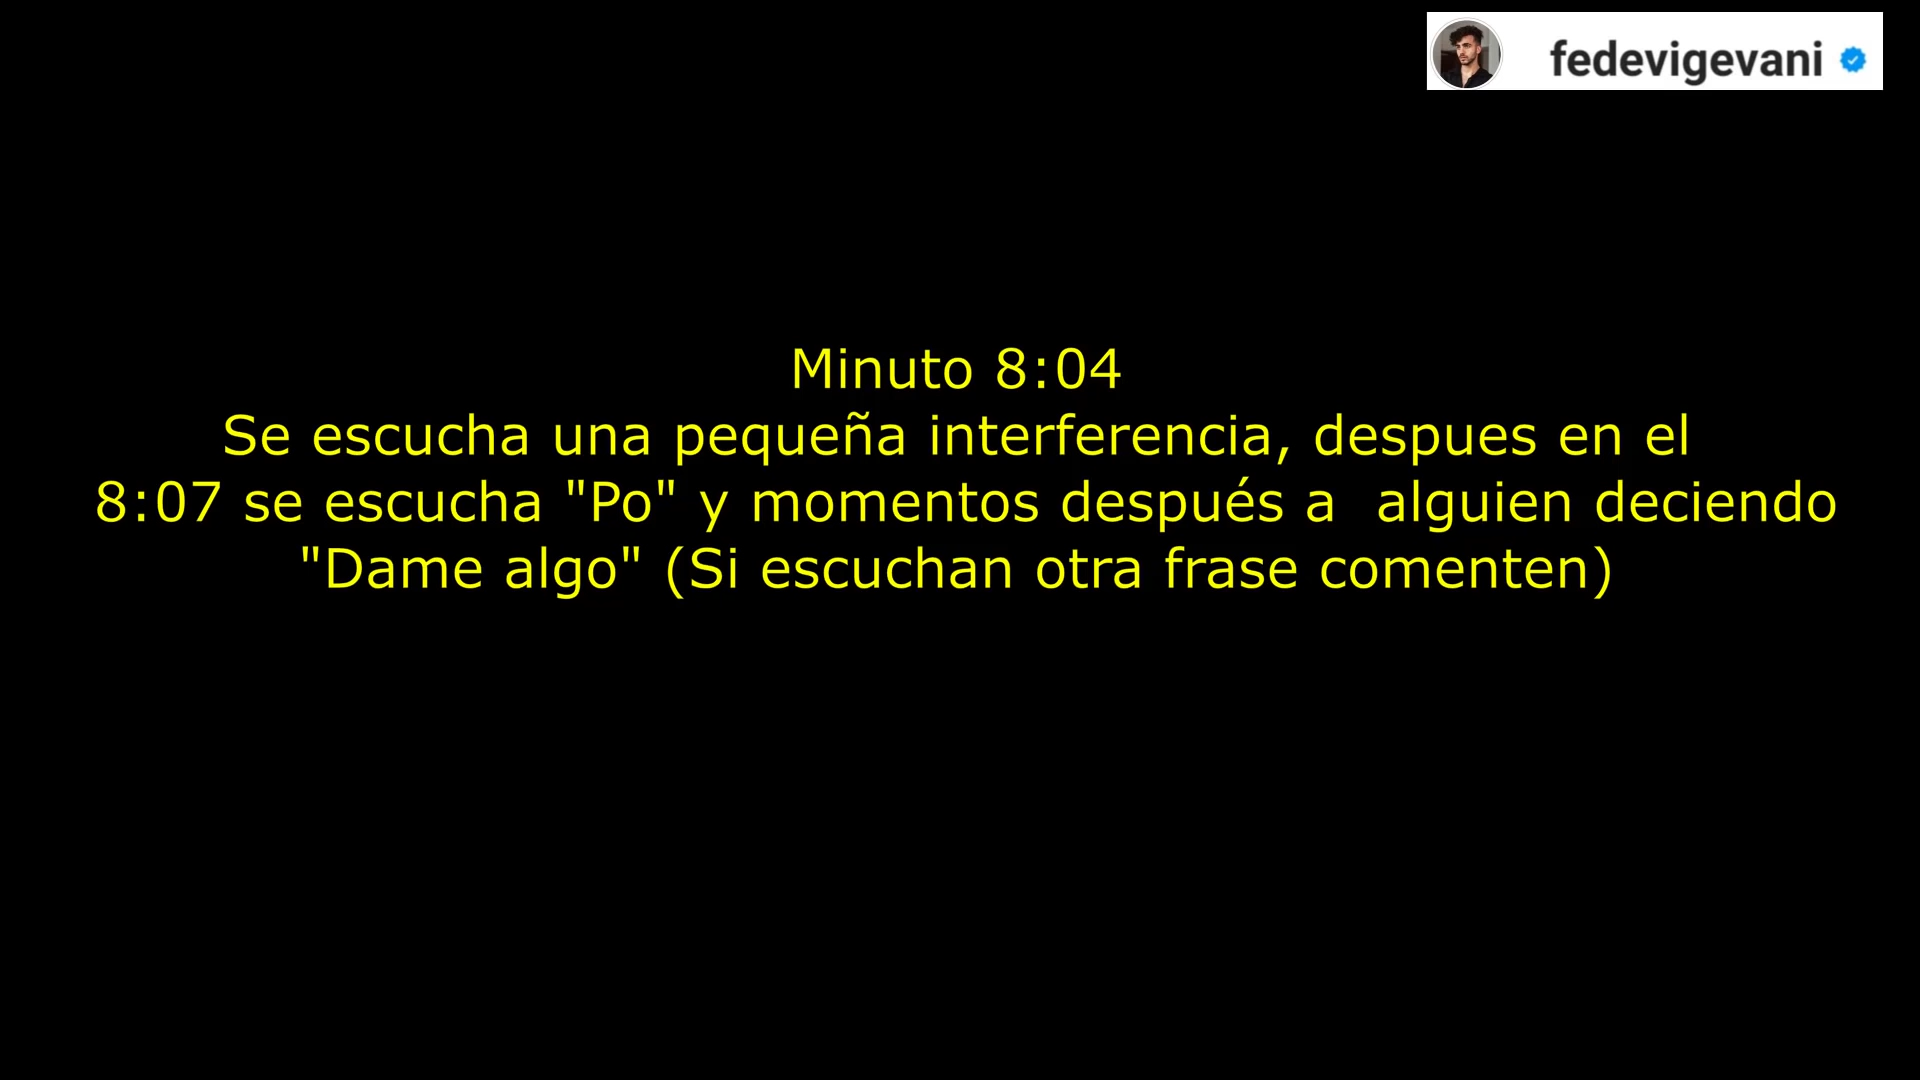 fedevigevani
Minuto 8:04
Se escucha una pequeña interferencia, despues en el
8:07 se escucha "Po" y momentos después a  alguien deciendo
"Dame algo" (Si escuchan otra frase comenten)